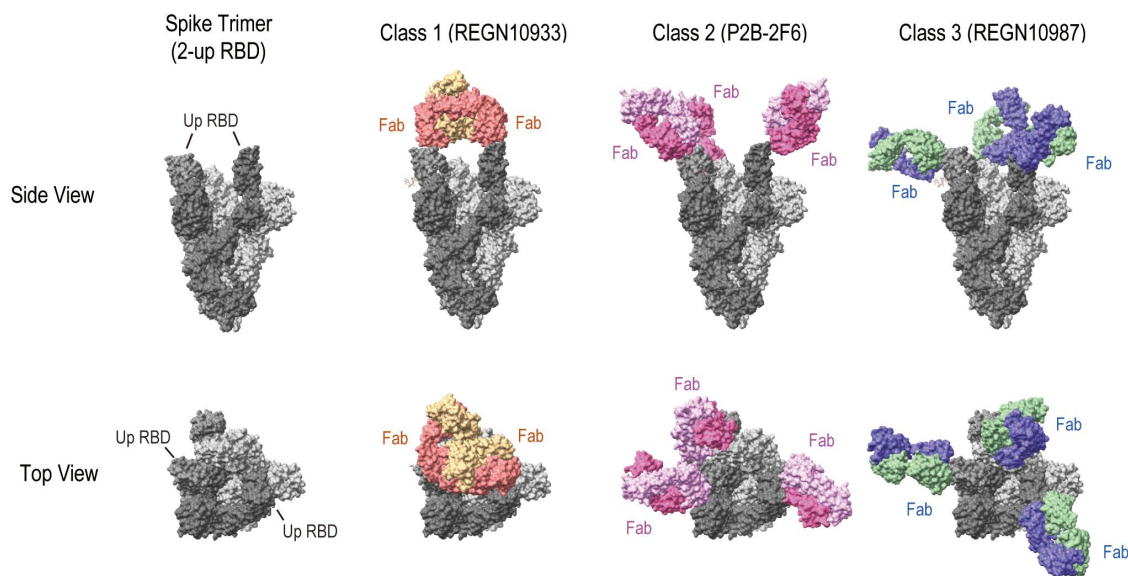 Spike Trimer
(2-up RBD)
Class 1 (REGN10933)
Class 2 (P2B-2F6)
Class 3 (REGN10987)
Side View
Up RBD
Fab
Fab
Fab
Fab
Fab
Fab
Fab
Fab
Top View
Up RBD
Up RBD
Fab
Fab
Fab
Fab
Fab
Fab
Fab
Fab